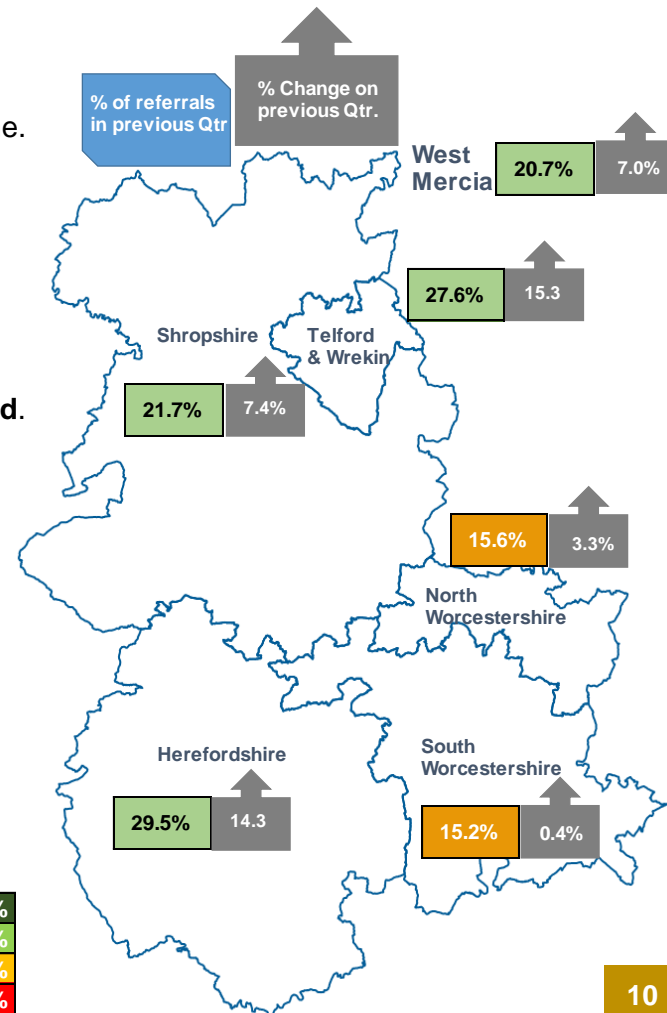 % of referrals
in previous Qtr
% Change on
previous Qtr.
e.
West
Mercia
20.7%
7.0%
27.6%
15.3
Shropshire
Telford
& Wrekin
21.7%
7.4%
d.
15.6%
3.3%
North
Worcestershire
Herefordshire
South
Worcestershire
29.5%
14.3
15.2%
0.4%
%
%
%
%
10